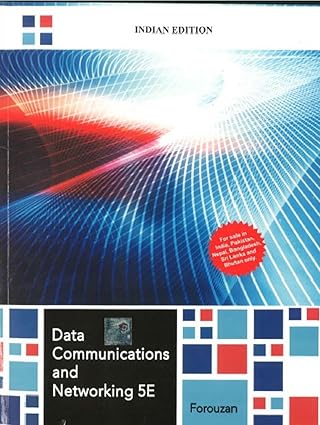 INDIAN EDITION
For sale in
India, Pakistan,
Nepal, Bangladesh,
Sri Lanka and
Bhutan only.
Data
Communications
and
Networking 5E
Forouzan